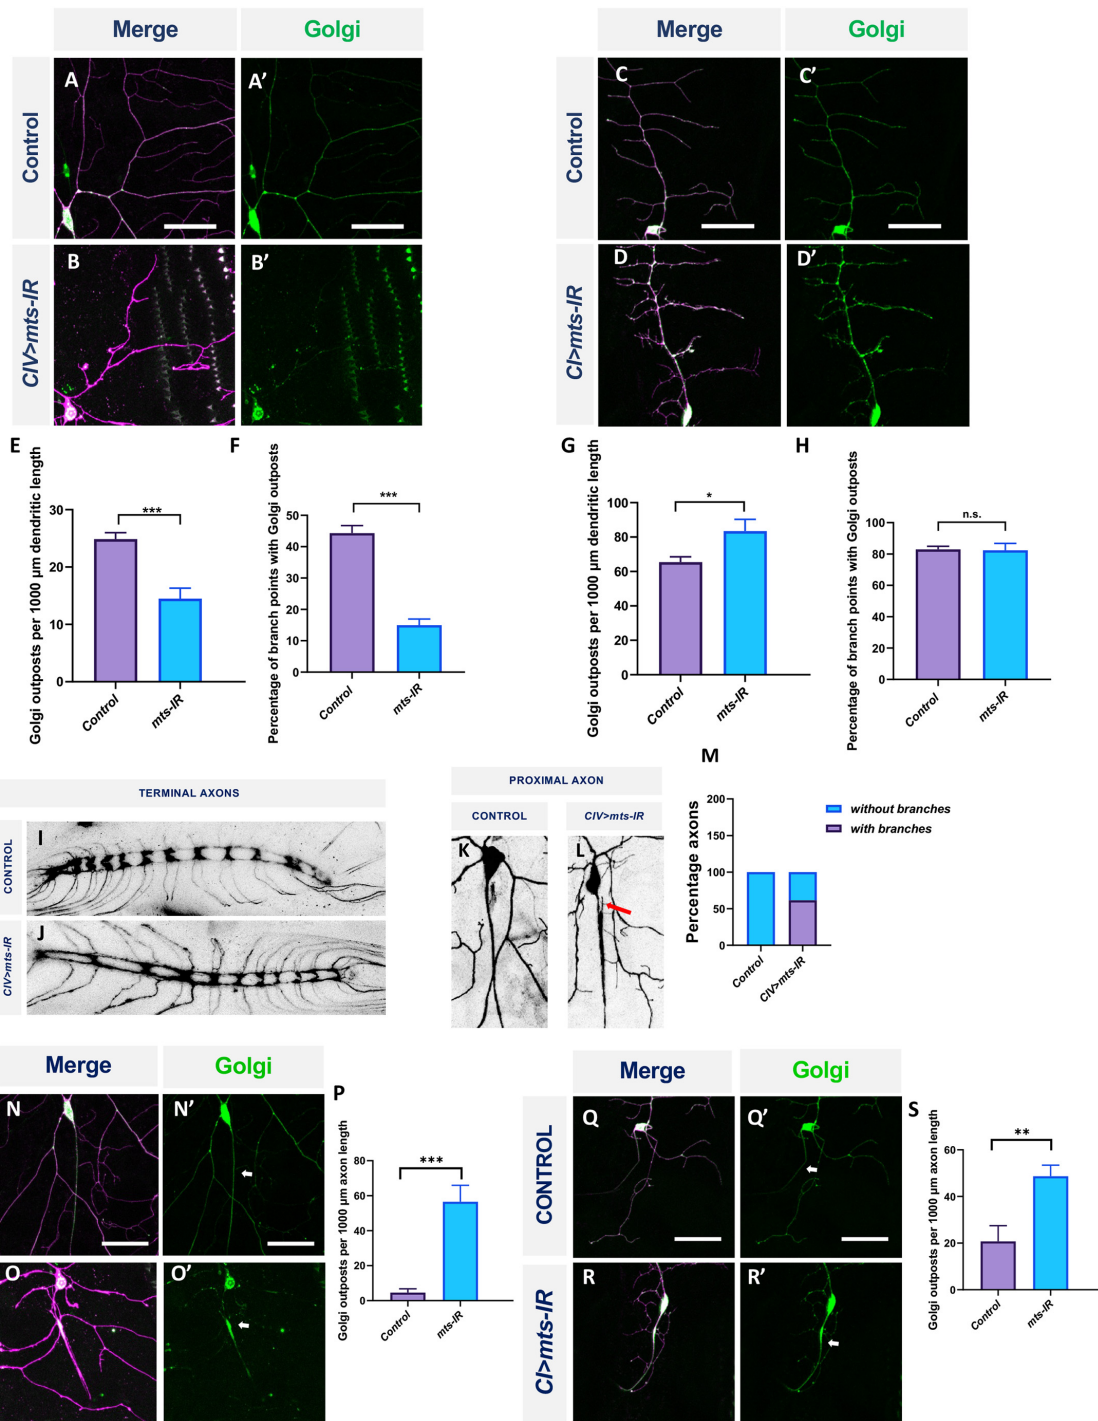 Merge
Golgi
Merge
Golgi
Control
A
A’
Control
C
C’
CIV>mts-IR
B
B’
CI>mts-IR
D
D’
E
Golgi outposts per 1000 μm dendritic length
30
20
10
0
***
Control
mts-IR
F
Percentage of branch points with Golgi outposts
50
40
30
20
10
0
***
Control
mts-IR
G
Golgi outposts per 1000 μm dendritic length
100
80
60
40
20
0
*
Control
mts-IR
H
Percentage of branch points with Golgi outposts
100
80
60
40
20
0
n.s.
Control
mts-IR
TERMINAL AXONS
CONTROL
I
CIV>mts-IR
J
PROXIMAL AXON
CONTROL
CIV>mts-IR
K
L
M
Percentage axons
200
150
100
50
0
Control
CIV>mts-IR
without branches
with branches
Merge
Golgi
N
N’
O
O’
P
Golgi outposts per 1000 μm axon length
80
60
40
20
0
***
Control
mts-IR
Merge
Golgi
CONTROL
Q
Q’
CI>mts-IR
R
R’
S
Golgi outposts per 1000 μm axon length
60
40
20
0
**
Control
mts-IR